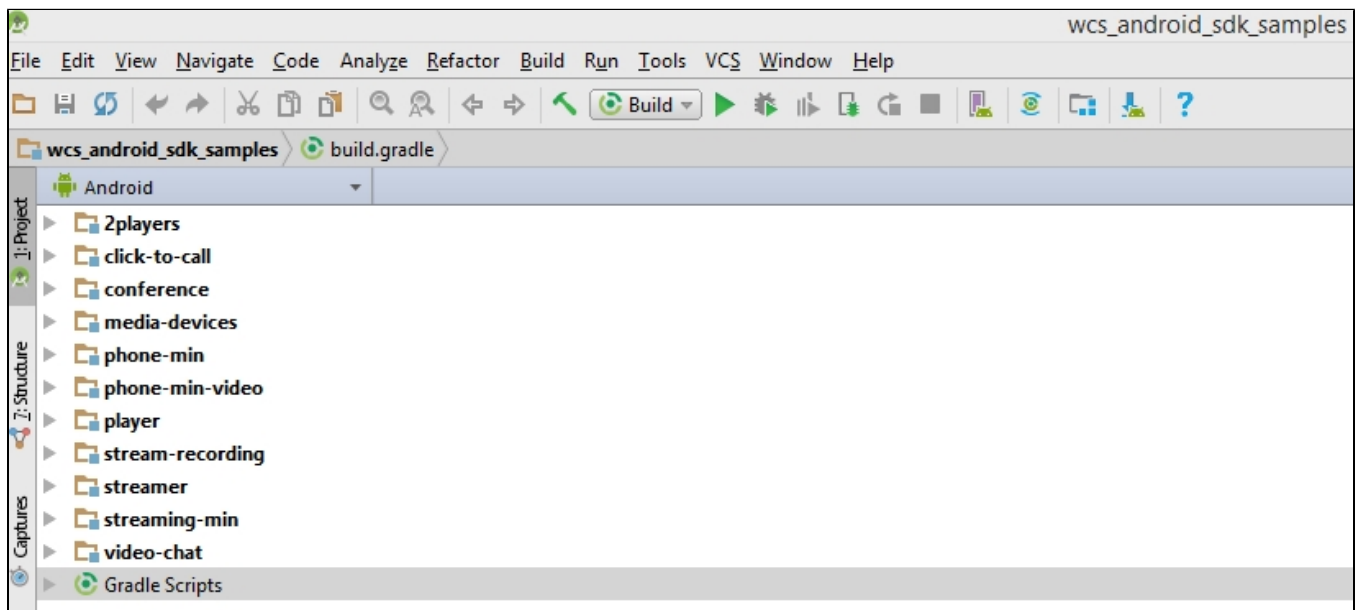 wcs_android_sdk_samples
File Edit View Navigate Code Analyze Refactor Build Run Tools VCS Window Help
Build
wcs_android_sdk_samples build.gradle
Android
1: Project
2players
click-to-call
conference
media-devices
phone-min
7: Structure
phone-min-video
player
stream-recording
streamer
Captures
streaming-min
video-chat
Gradle Scripts